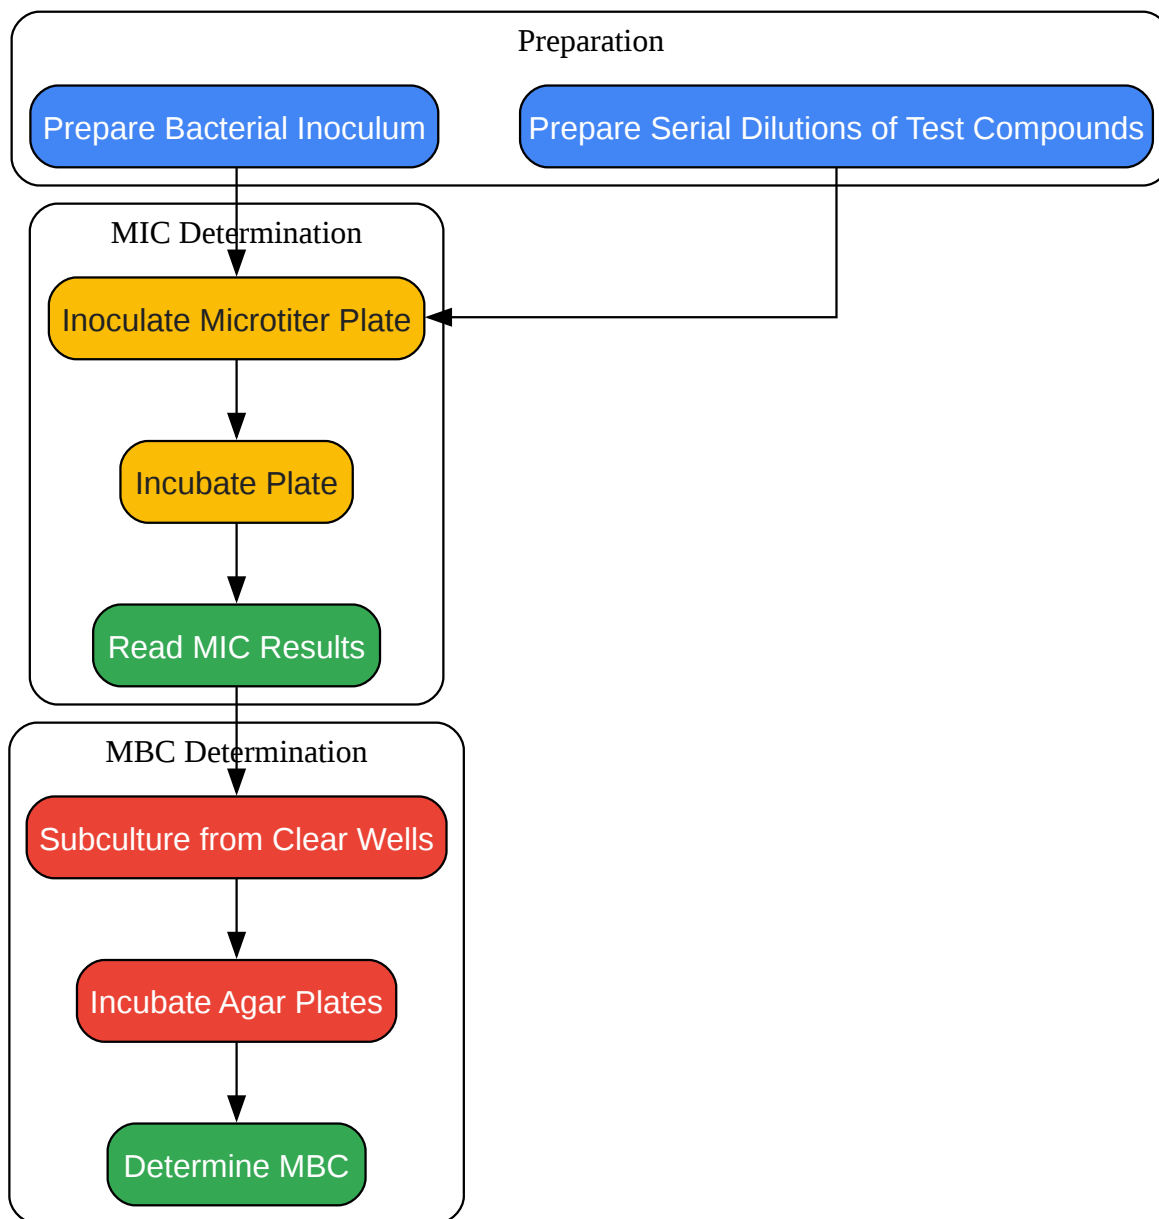 Preparation
Prepare Bacterial Inoculum
Prepare Serial Dilutions of Test Compounds
MIC Determination
Inoculate Microtiter Plate
Incubate Plate
Read MIC Results
MBC Determination
Subculture from Clear Wells
Incubate Agar Plates
Determine MBC